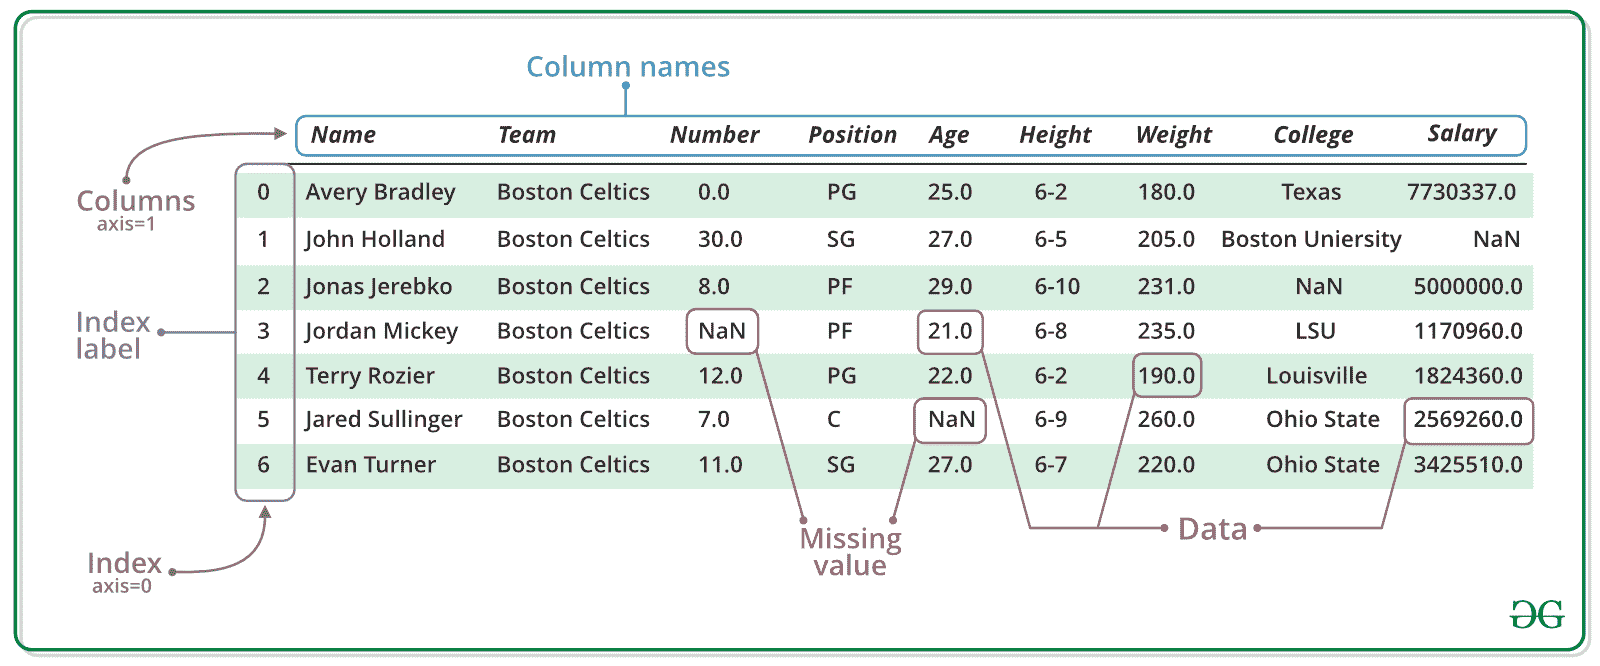 Column names
Name Team Number Position Age Height Weight College Salary
Columns
axis=1
0 Avery Bradley Boston Celtics 0.0 PG 25.0 6-2 180.0 Texas 7730337.0
1 John Holland Boston Celtics 30.0 SG 27.0 6-5 205.0 Boston Uniersity NaN
2 Jonas Jerebko Boston Celtics 8.0 PF 29.0 6-10 231.0 NaN 5000000.0
Index
label
3 Jordan Mickey Boston Celtics NaN PF 21.0 6-8 235.0 LSU 1170960.0
4 Terry Rozier Boston Celtics 12.0 PG 22.0 6-2 190.0 Louisville 1824360.0
5 Jared Sullinger Boston Celtics 7.0 C NaN 6-9 260.0 Ohio State 2569260.0
6 Evan Turner Boston Celtics 11.0 SG 27.0 6-7 220.0 Ohio State 3425510.0
Missing
value
Data
Index
axis=0